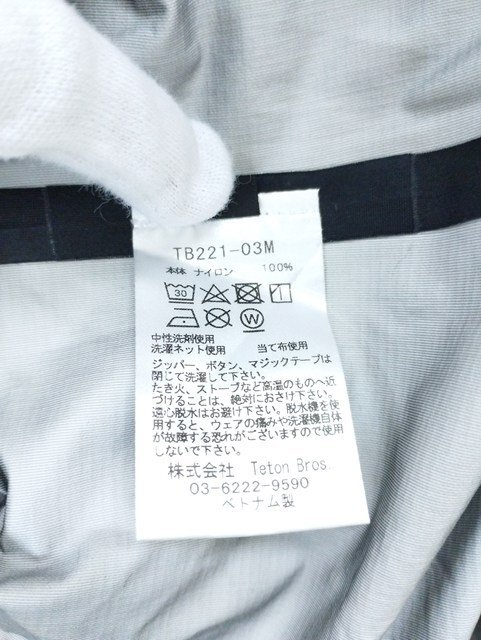 TB221-03M
本体 ナイロン 100%
30
W
中性洗剤使用
洗濯ネット使用 当て布使用
ジッパー、ボタン、マジックテープは
閉じて洗濯して下さい。
たき火、ストーブなど高温のものへ近
づけることは、絶対におさけ下さい。
遠心脱水はお避け下さい。脱水機を使
用すると、ウェアの傷みや洗濯機自体
が故障する恐れがございますので使用
しないで下さい。
株式会社 Teton Bros.
03-6222-9590
ベトナム製